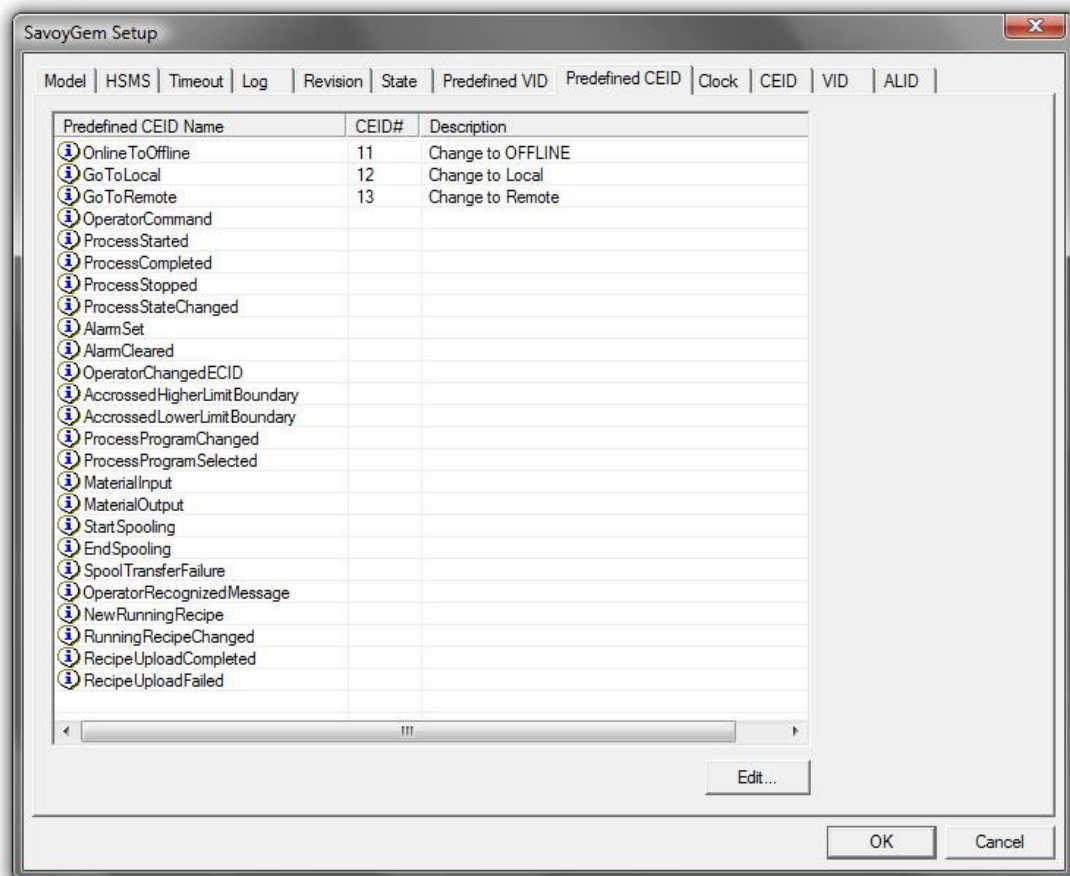 SavoyGem Setup
Model HSMS Timeout Log Revision State Predefined VID Predefined CEID Clock CEID VID ALID
Predefined CEID Name CEID# Description
OnlineToOffline 11 Change to OFFLINE
GoToLocal 12 Change to Local
GoToRemote 13 Change to Remote
OperatorCommand
ProcessStarted
ProcessCompleted
ProcessStopped
ProcessStateChanged
AlarmSet
AlarmCleared
OperatorChangedECID
AccrossedHigherLimitBoundary
AccrossedLowerLimitBoundary
ProcessProgramChanged
ProcessProgramSelected
MaterialInput
MaterialOutput
StartSpooling
EndSpooling
SpoolTransferFailure
OperatorRecognizedMessage
NewRunningRecipe
RunningRecipeChanged
RecipeUploadCompleted
RecipeUploadFailed
Edit...
OK Cancel